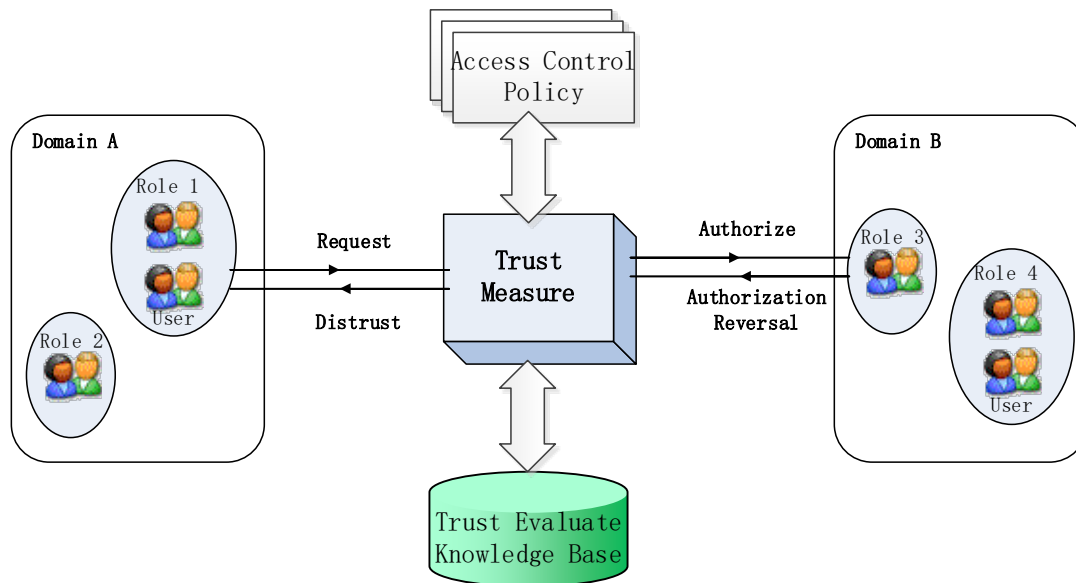 Access Control
Policy
Domain A
Role 1
User
Role 2
Request
Distrust
Trust
Measure
Authorize
Authorization
Reversal
Domain B
Role 3
Role 4
User
Trust Evaluate
Knowledge Base